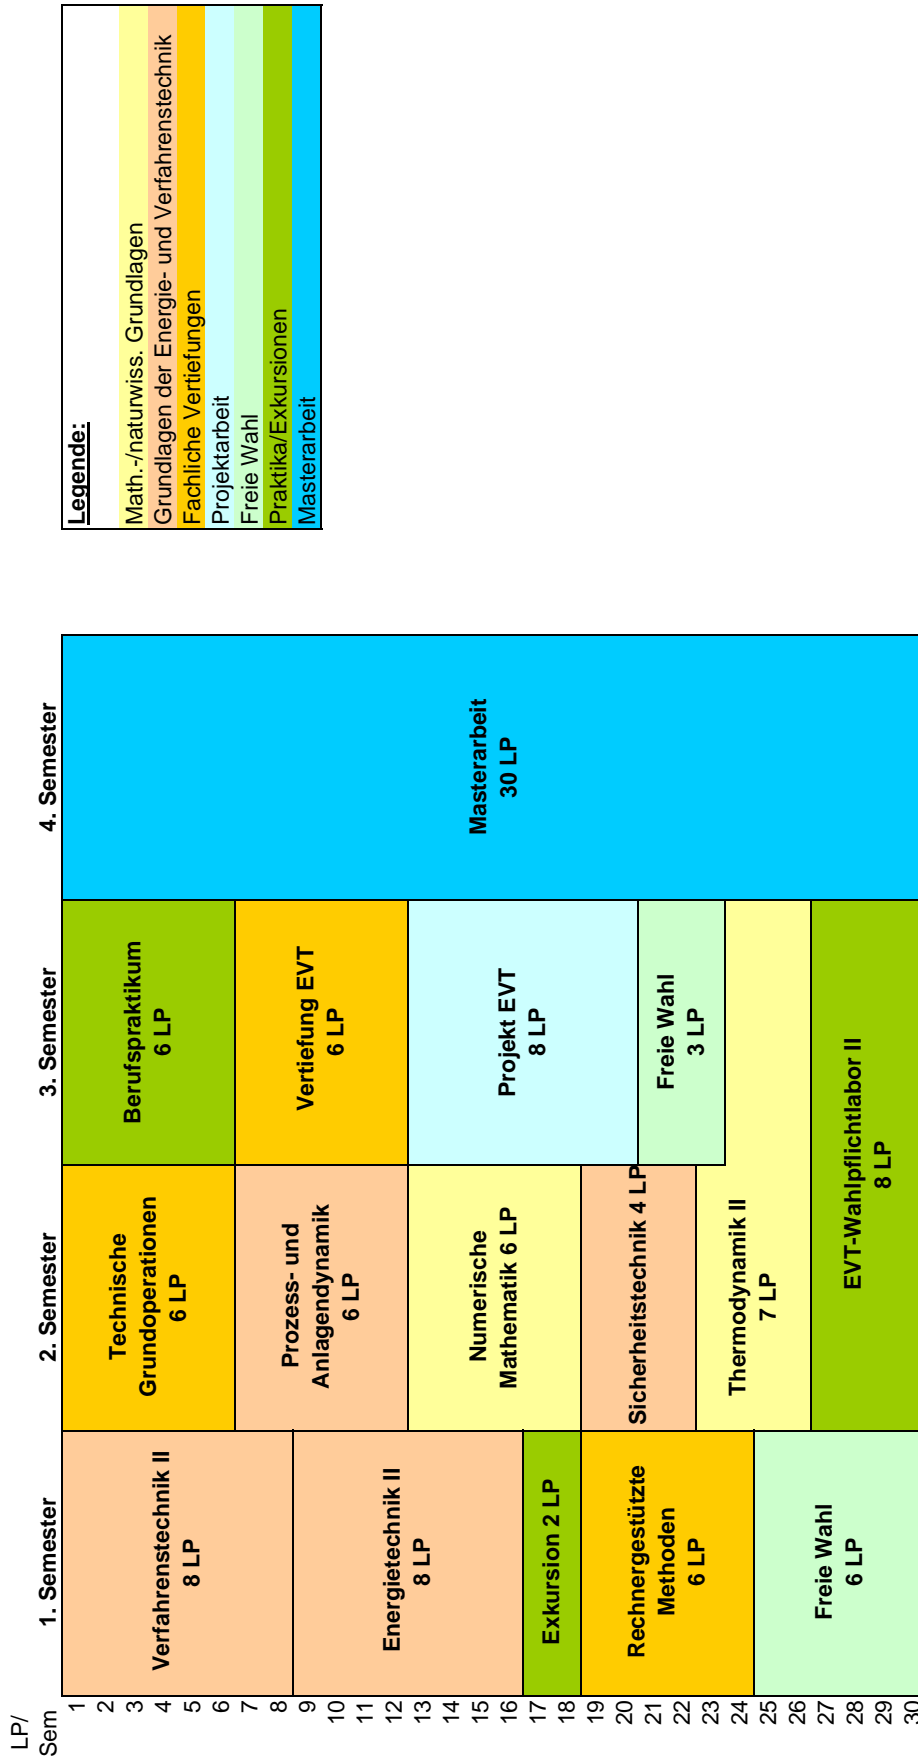 LP/
Sem
1. Semester
2. Semester
3. Semester
4. Semester
1
2
3
4
5
6
7
8
9
10
11
12
13
14
15
16
17
18
19
20
21
22
23
24
25
26
27
28
29
30
Verfahrenstechnik II
8 LP
Energietechnik II
8 LP
Exkursion 2 LP
Rechnergestützte
Methoden
6 LP
Freie Wahl
6 LP
Technische
Grundoperationen
6 LP
Prozess- und
Anlagendynamik
6 LP
Numerische
Mathematik 6 LP
Sicherheitstechnik 4 LP
Thermodynamik II
7 LP
EVT-Wahlpflichtlabor II
8 LP
Berufspraktikum
6 LP
Vertiefung EVT
6 LP
Projekt EVT
8 LP
Freie Wahl
3 LP
Masterarbeit
30 LP
Legende:
Math.-/naturwiss. Grundlagen
Grundlagen der Energie- und Verfahrenstechnik
Fachliche Vertiefungen
Projektarbeit
Freie Wahl
Praktika/Exkursionen
Masterarbeit